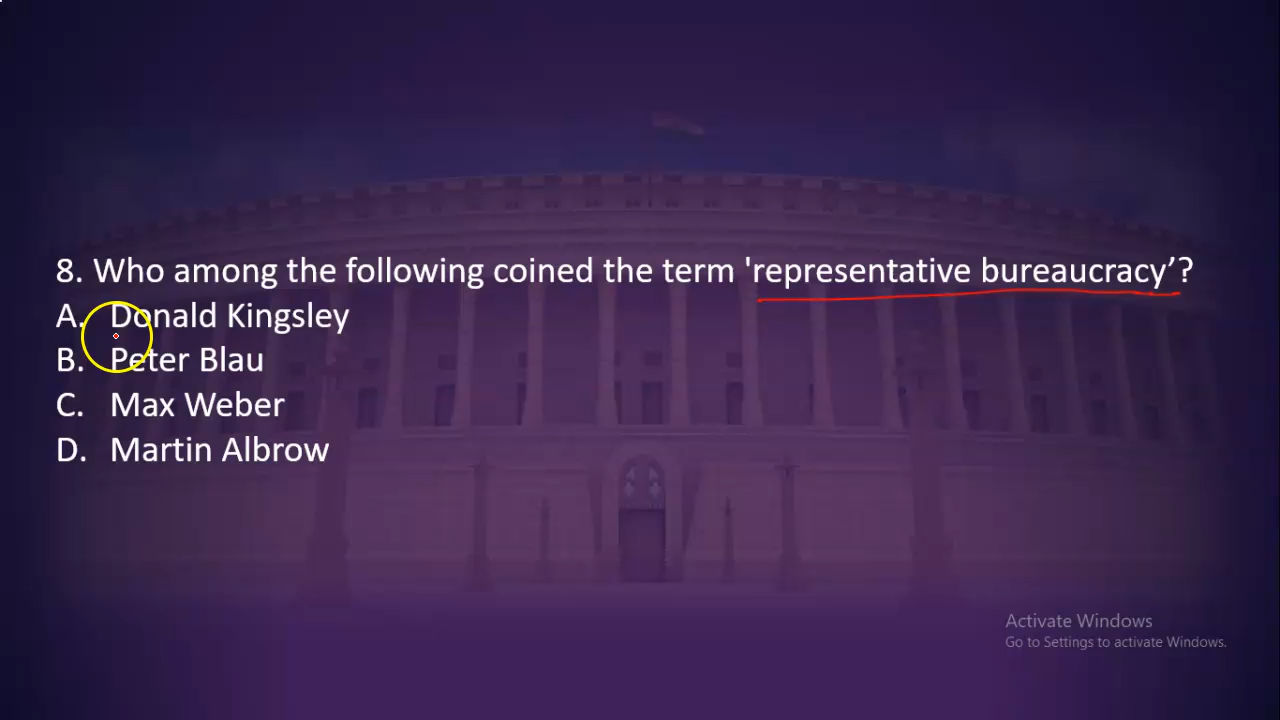 8. Who among the following coined the term 'representative bureaucracy’?
A. Donald Kingsley
B. Peter Blau
C. Max Weber
D. Martin Albrow
Activate Windows
Go to Settings to activate Windows.